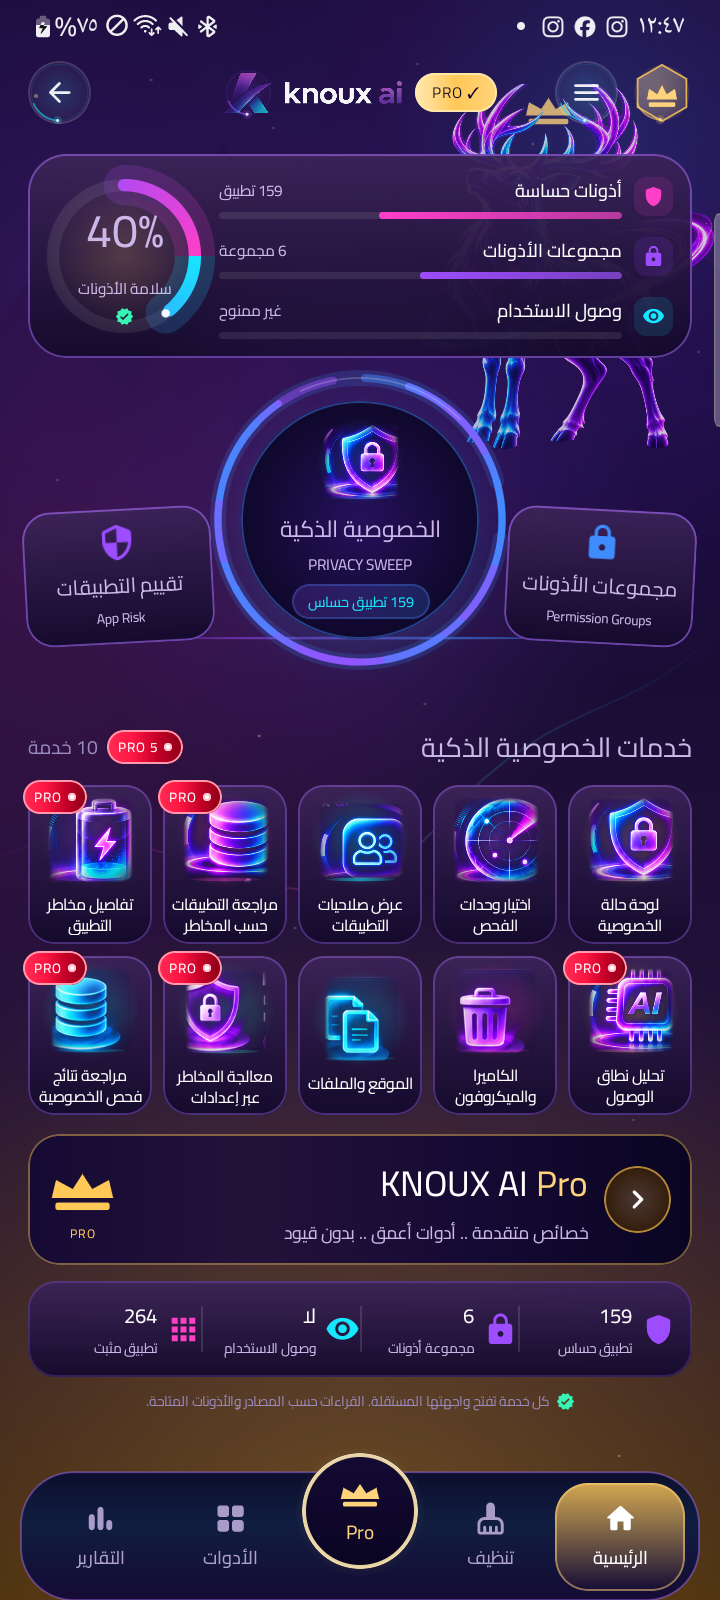 ١٢:٤٧
%٧٥
knoux ai
PRO ✓
أذونات حساسة
159 تطبيق
مجموعات الأذونات
6 مجموعة
وصول الاستخدام
غير ممنوح
40%
سلامة الأذونات
الخصوصية الذكية
PRIVACY SWEEP
159 تطبيق حساس
مجموعات الأذونات
Permission Groups
تقييم التطبيقات
App Risk
خدمات الخصوصية الذكية
PRO 5
10 خدمة
لوحة حالة
الخصوصية
اختيار وحدات
الفحص
عرض صلاحيات
التطبيقات
PRO
مراجعة التطبيقات
حسب المخاطر
PRO
تفاصيل مخاطر
التطبيق
PRO
AI
تحليل نطاق
الوصول
الكاميرا
والميكروفون
الموقع والملفات
PRO
معالجة المخاطر
عبر إعدادات
PRO
مراجعة نتائج
فحص الخصوصية
KNOUX AI Pro
خصائص متقدمة .. أدوات أعمق .. بدون قيود
PRO
159
تطبيق حساس
6
مجموعة أذونات
لا
وصول الاستخدام
264
تطبيق مثبت
كل خدمة تفتح واجهتها المستقلة. القراءات حسب المصادر والأذونات المتاحة.
الرئيسية
تنظيف
Pro
الأدوات
التقارير